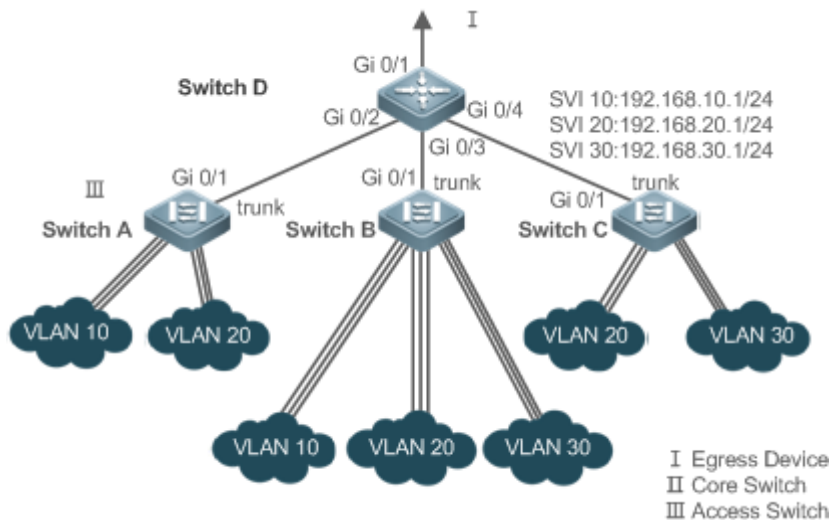 I
Gi 0/1
Switch D
Gi 0/2
Gi 0/4
Gi 0/3
SVI 10:192.168.10.1/24
SVI 20:192.168.20.1/24
SVI 30:192.168.30.1/24
III
Gi 0/1
trunk
Switch A
Gi 0/1
trunk
Switch B
trunk
Gi 0/1
Switch C
VLAN 10
VLAN 20
VLAN 20
VLAN 30
VLAN 10
VLAN 20
VLAN 30
I Egress Device
II Core Switch
III Access Switch